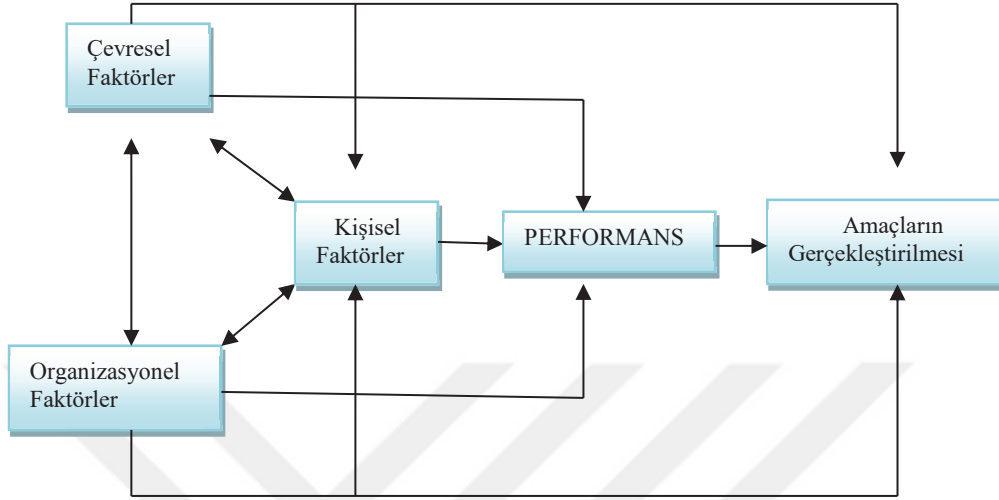 Çevresel
Faktörler
Kişisel
Faktörler
PERFORMANS
Amaçların
Gerçekleştirilmesi
Organizasyonel
Faktörler